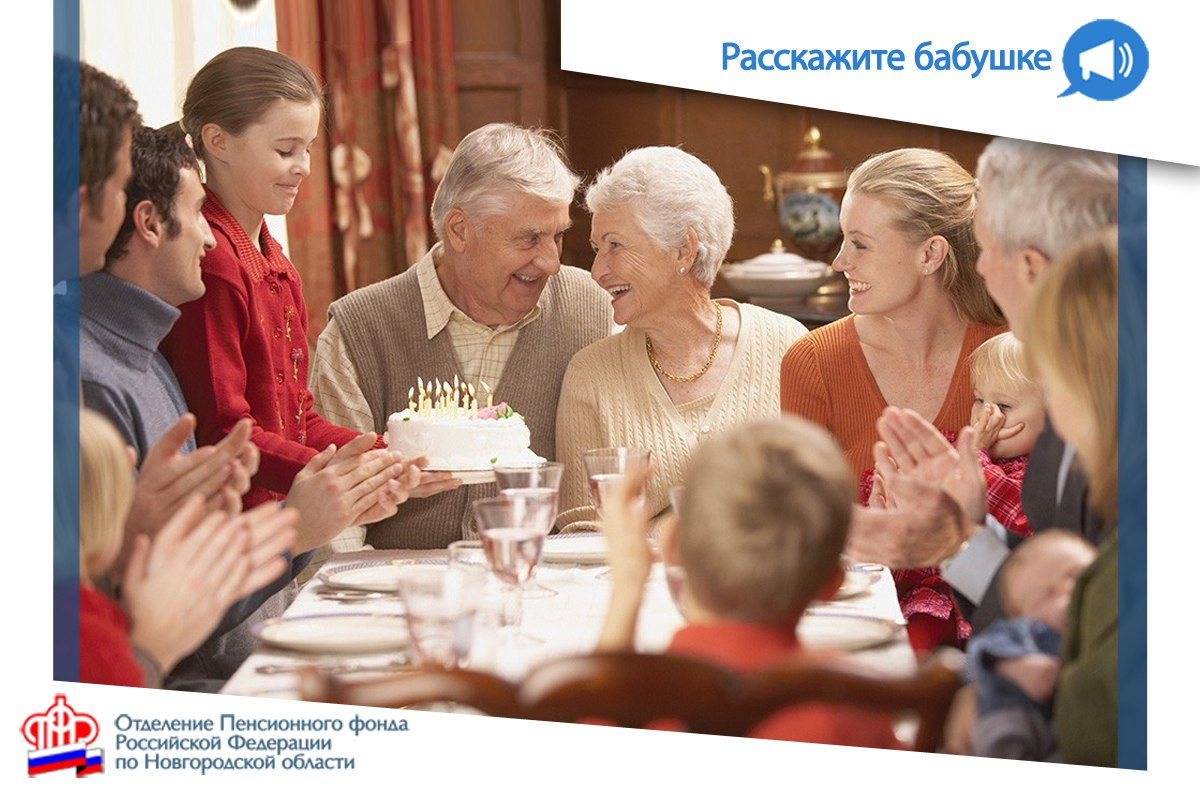 Расскажите бабушке
Отделение Пенсионного фонда
Российской Федерации
по Новгородской области